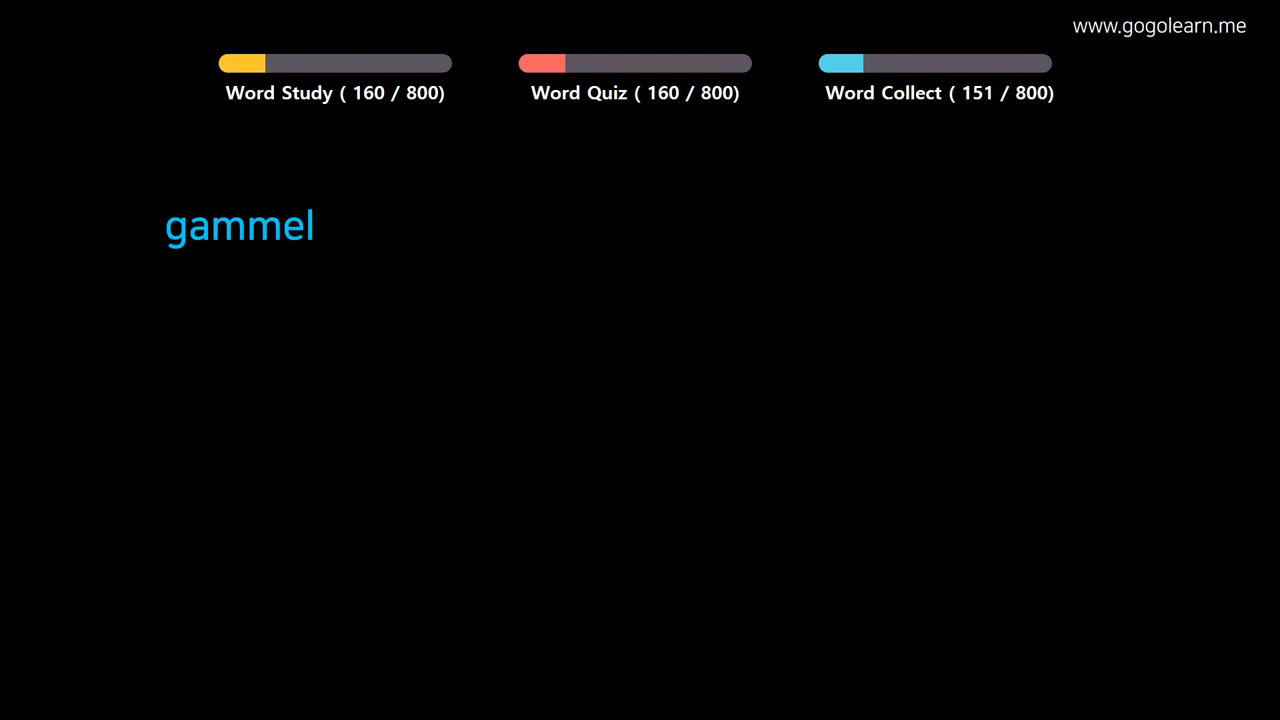 www.gogolearn.me
Word Study ( 160 / 800)
Word Quiz ( 160 / 800)
Word Collect ( 151 / 800)
gammel